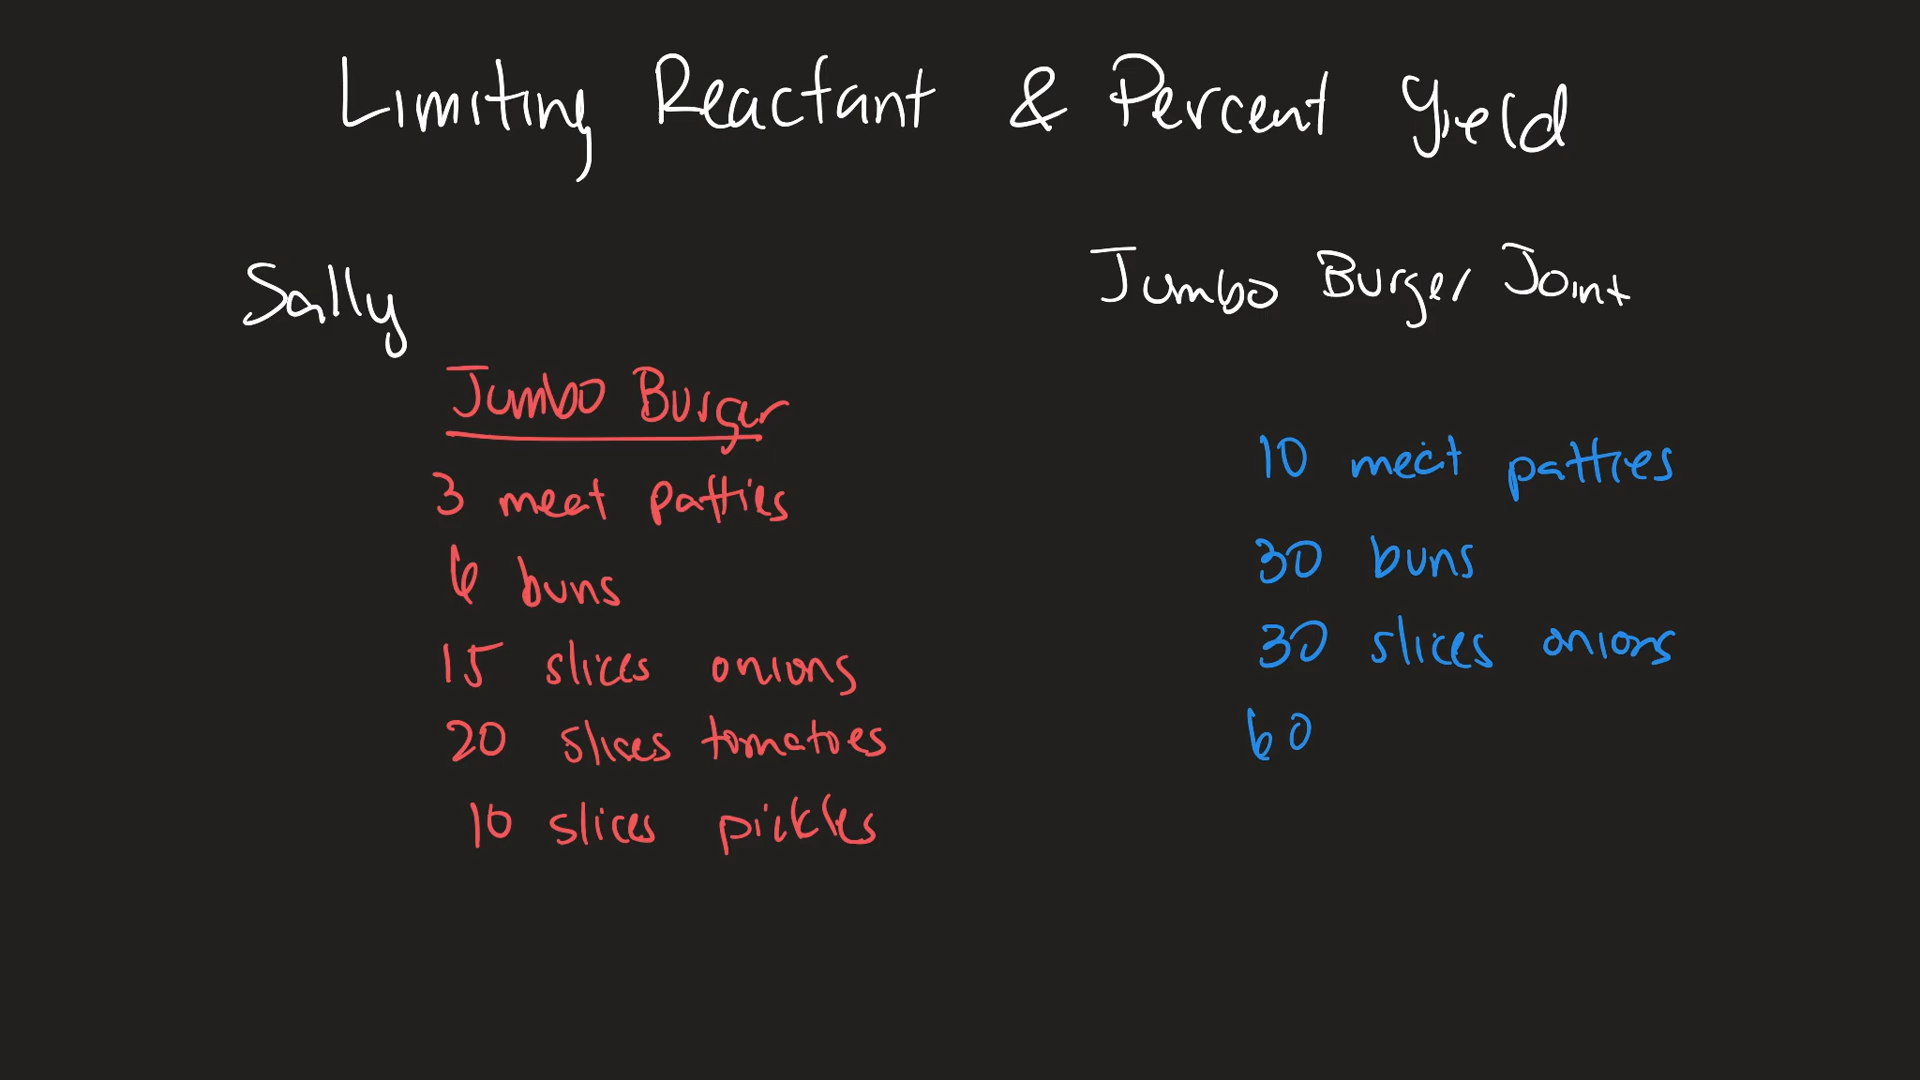 Limiting Reactant & Percent Yield
Sally
Jumbo Burger
3 meat patties
6 buns
15 slices onions
20 slices tomatoes
10 slices pickles
Jumbo Burger Joint
10 meat patties
30 buns
30 slices onions
60